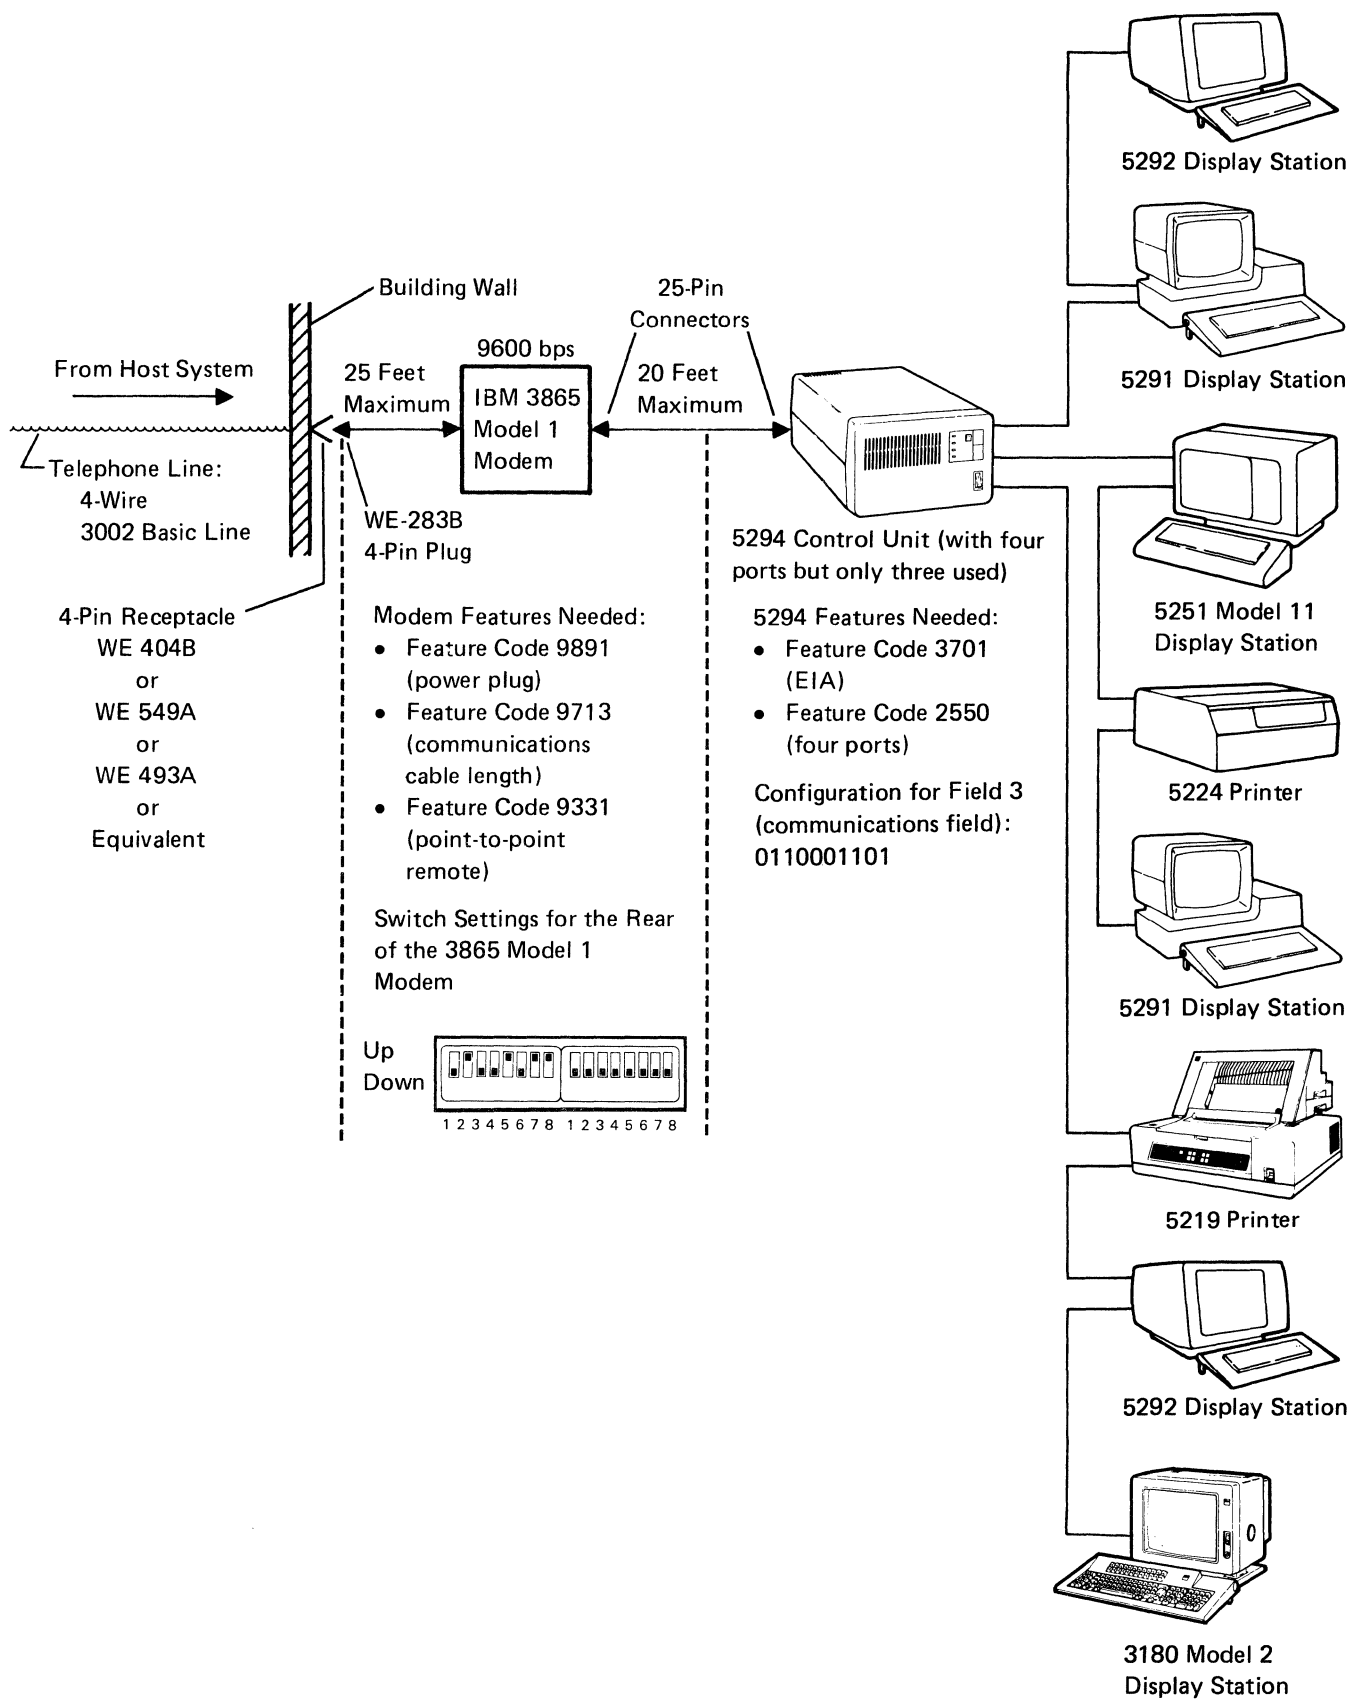 5292 Display Station
5291 Display Station
Building Wall
25-Pin
Connectors
From Host System
25 Feet
Maximum
9600 bps
IBM 3865
Model 1
Modem
20 Feet
Maximum
Telephone Line:
4-Wire
3002 Basic Line
WE-283B
4-Pin Plug
5294 Control Unit (with four
ports but only three used)
5251 Model 11
Display Station
4-Pin Receptacle
WE 404B
or
WE 549A
or
WE 493A
or
Equivalent
Modem Features Needed:
• Feature Code 9891
(power plug)
• Feature Code 9713
(communications
cable length)
• Feature Code 9331
(point-to-point
remote)
Switch Settings for the Rear
of the 3865 Model 1
Modem
Up
Down
1 2 3 4 5 6 7 8 1 2 3 4 5 6 7 8
5294 Features Needed:
• Feature Code 3701
(EIA)
• Feature Code 2550
(four ports)
Configuration for Field 3
(communications field):
0110001101
5224 Printer
5291 Display Station
5219 Printer
5292 Display Station
3180 Model 2
Display Station